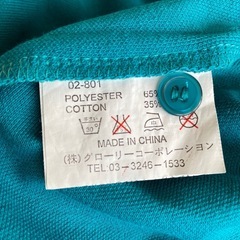 02-801
POLYESTER 65%
COTTON 35%
MADE IN CHINA
(株)グローリーコーポレーション
TEL:03-3246-1533